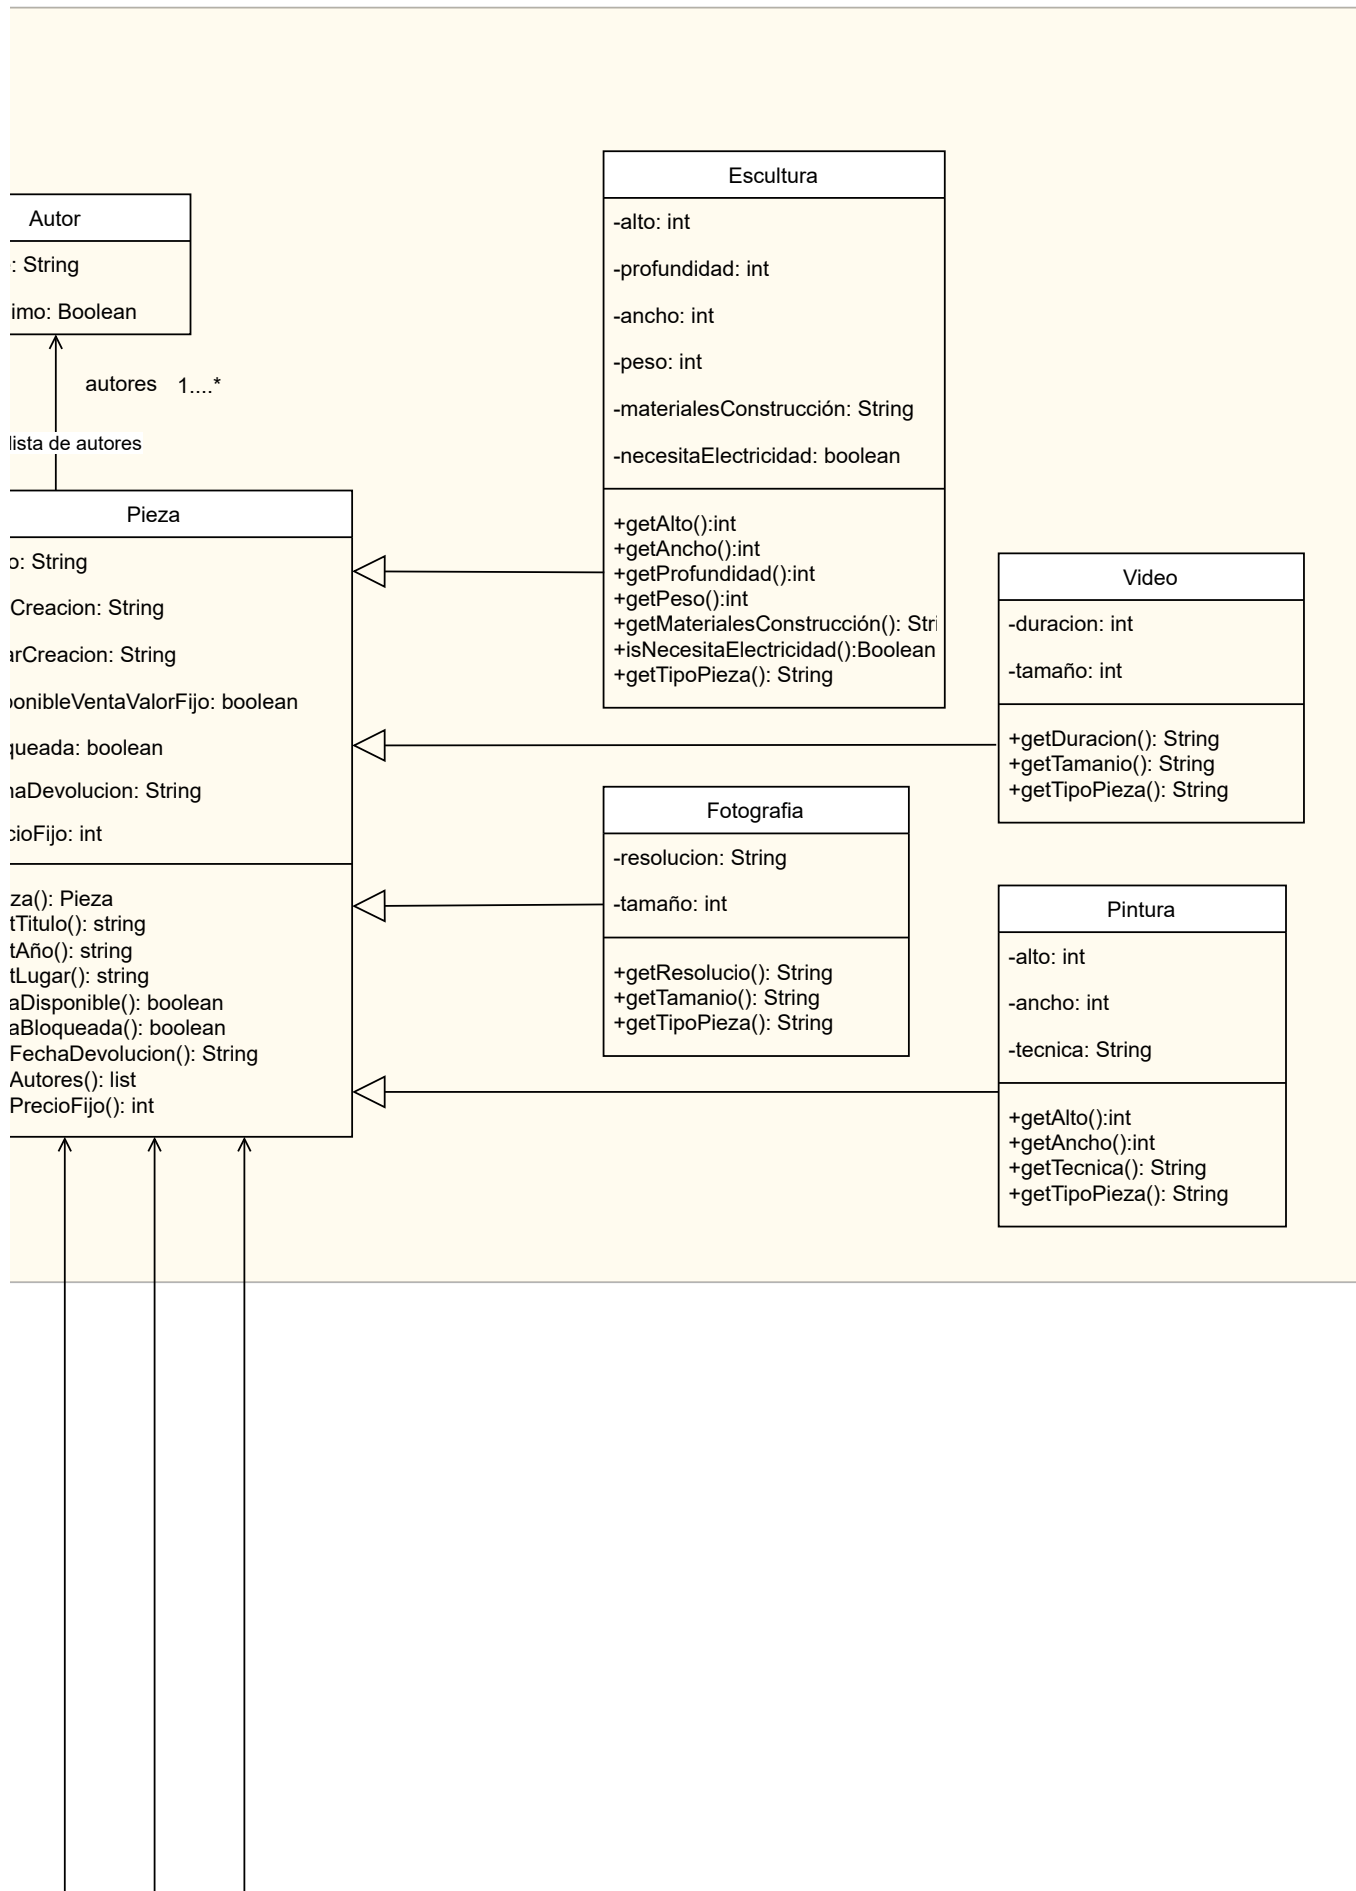 Autor
: String
imo: Boolean
autores 1....*
lista de autores
Pieza
o: String
Creacion: String
arCreacion: String
ponibleVentaValorFijo: boolean
queada: boolean
haDevolucion: String
cioFijo: int
za(): Pieza
tTitulo(): string
tAño(): string
tLugar(): string
aDisponible(): boolean
aBloqueada(): boolean
FechaDevolucion(): String
Autores(): list
PrecioFijo(): int
Escultura
-alto: int
-profundidad: int
-ancho: int
-peso: int
-materialesConstrucción: String
-necesitaElectricidad: boolean
+getAlto():int
+getAncho():int
+getProfundidad():int
+getPeso():int
+getMaterialesConstrucción(): Stri
+isNecesitaElectricidad():Boolean
+getTipoPieza(): String
Fotografia
-resolucion: String
-tamaño: int
+getResolucio(): String
+getTamanio(): String
+getTipoPieza(): String
Video
-duracion: int
-tamaño: int
+getDuracion(): String
+getTamanio(): String
+getTipoPieza(): String
Pintura
-alto: int
-ancho: int
-tecnica: String
+getAlto():int
+getAncho():int
+getTecnica(): String
+getTipoPieza(): String